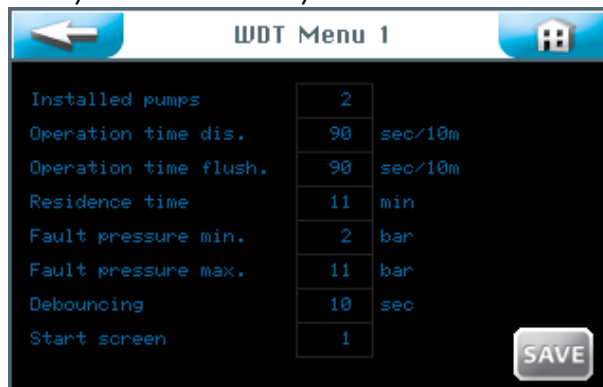 WDT Menu 1
Installed pumps 2
Operation time dis. 90 sec/10m
Operation time flush. 90 sec/10m
Residence time 11 min
Fault pressure min. 2 bar
Fault pressure max. 11 bar
Debouncing 10 sec
Start screen 1
SAVE